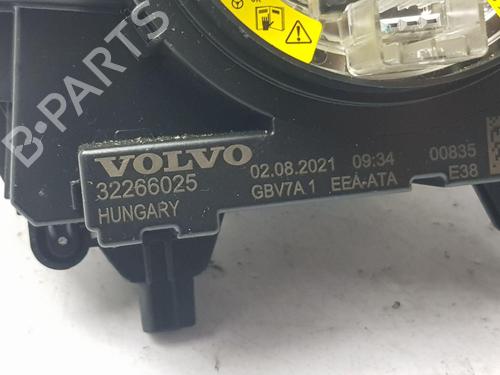 B-PARTS
VOLVO 02.08.2021 09:34 00835
32266025 GBV7A 1 EEA-ATA E38
HUNGARY